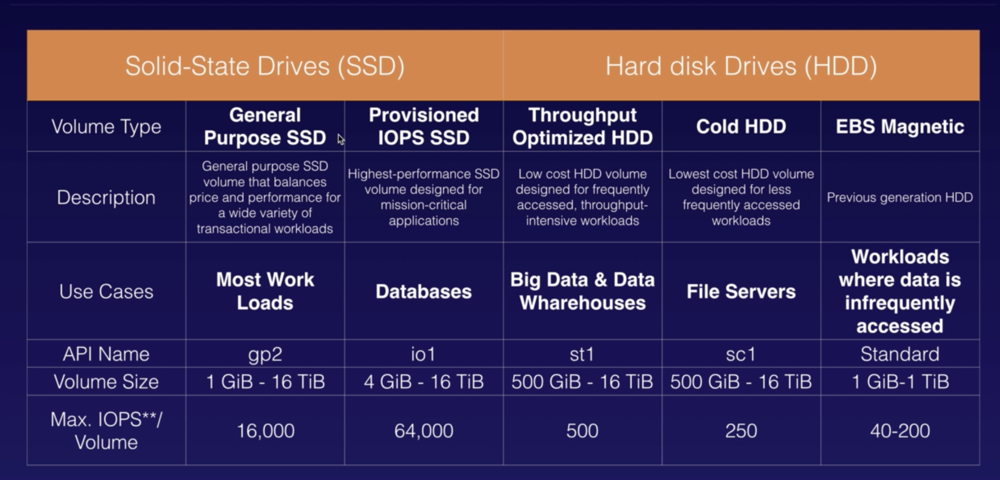 Solid-State Drives (SSD)
Hard disk Drives (HDD)
Volume Type
General
Purpose SSD
Provisioned
IOPS SSD
Throughput
Optimized HDD
Cold HDD
EBS Magnetic
Description
General purpose SSD
volume that balances
price and performance for
a wide variety of
transactional workloads
Highest-performance SSD
volume designed for
mission-critical
applications
Low cost HDD volume
designed for frequently
accessed, throughput-
intensive workloads
Lowest cost HDD volume
designed for less
frequently accessed
workloads
Previous generation HDD
Use Cases
Most Work
Loads
Databases
Big Data & Data
Wharehouses
File Servers
Workloads
where data is
infrequently
accessed
API Name
gp2
io1
st1
sc1
Standard
Volume Size
1 GiB - 16 TiB
4 GiB - 16 TiB
500 GiB - 16 TiB
500 GiB - 16 TiB
1 GiB-1 TiB
Max. IOPS**/
Volume
16,000
64,000
500
250
40-200